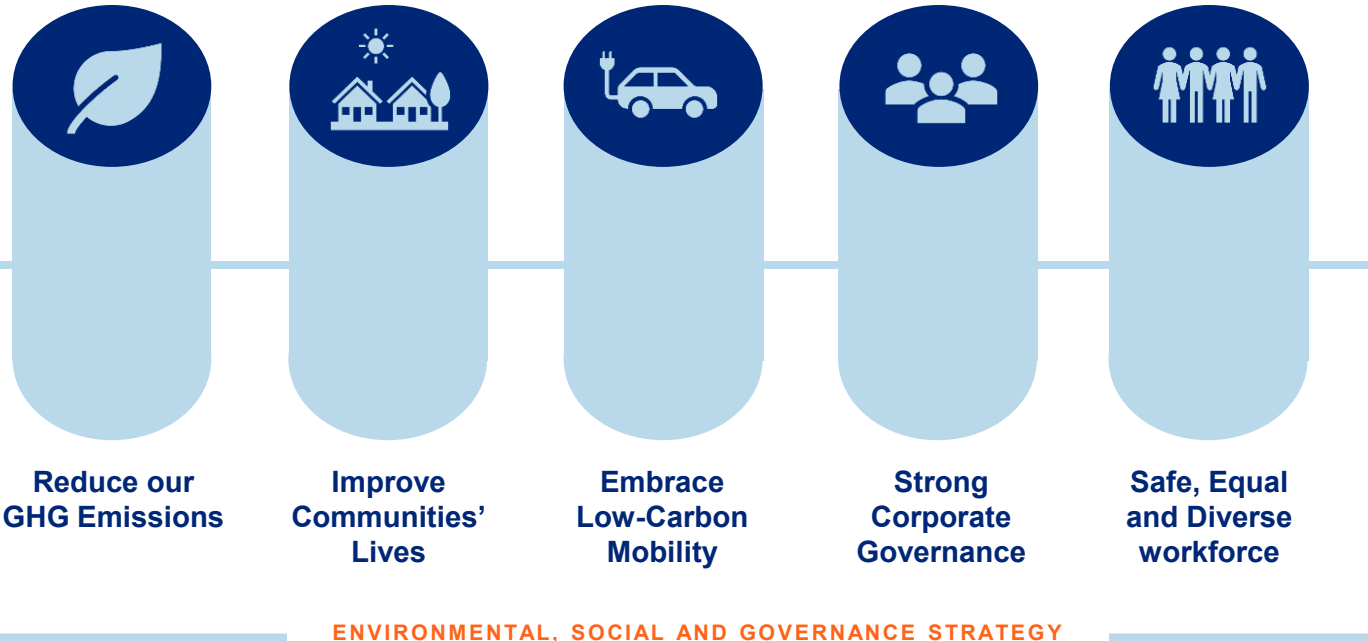 Reduce our
GHG Emissions
Improve
Communities’
Lives
Embrace
Low-Carbon
Mobility
Strong
Corporate
Governance
Safe, Equal
and Diverse
workforce
ENVIRONMENTAL, SOCIAL AND GOVERNANCE STRATEGY